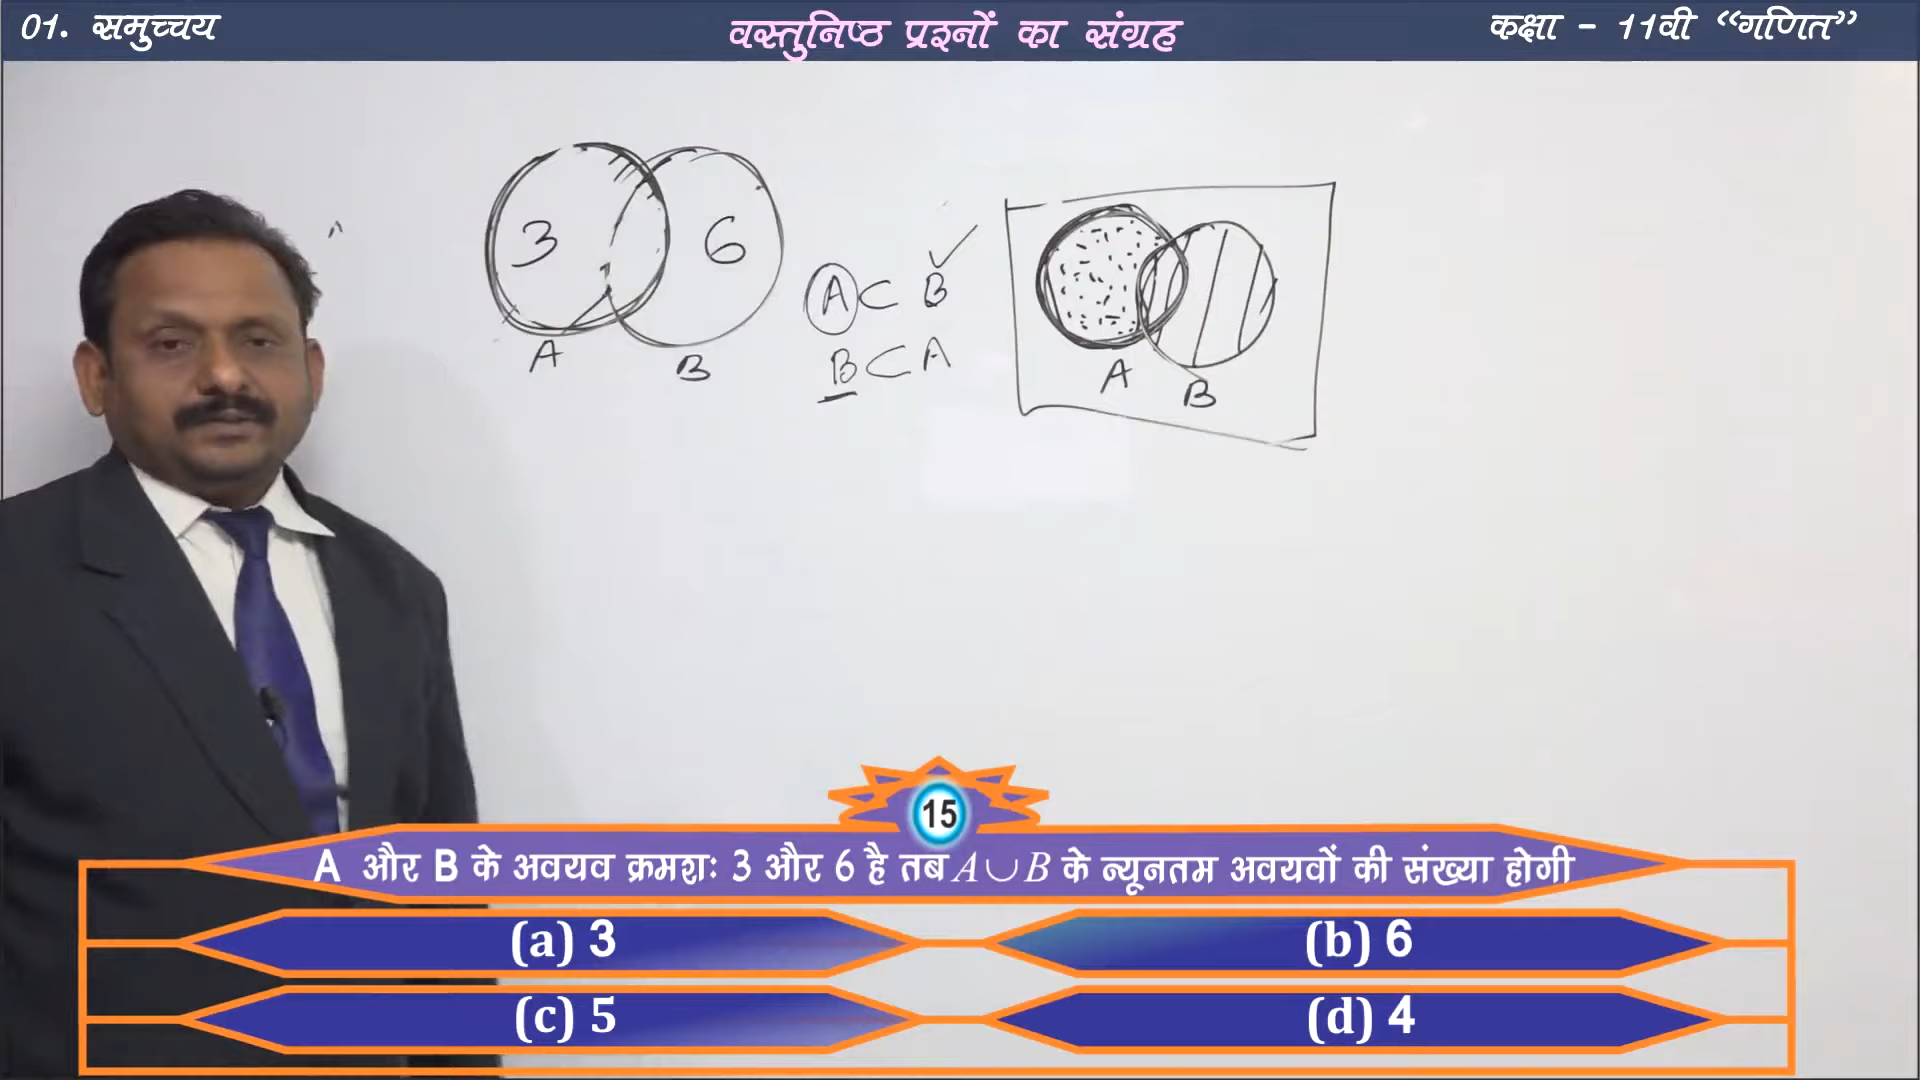 01. समुच्चय
वस्तुनिष्ठ प्रश्नों का संग्रह
कक्षा - 11वी “गणित”
3 6
A B
A ⊂ B
B ⊂ A
A B
15
A और B के अवयव क्रमशः 3 और 6 है तब A∪B के न्यूनतम अवयवों की संख्या होगी
(a) 3
(b) 6
(c) 5
(d) 4